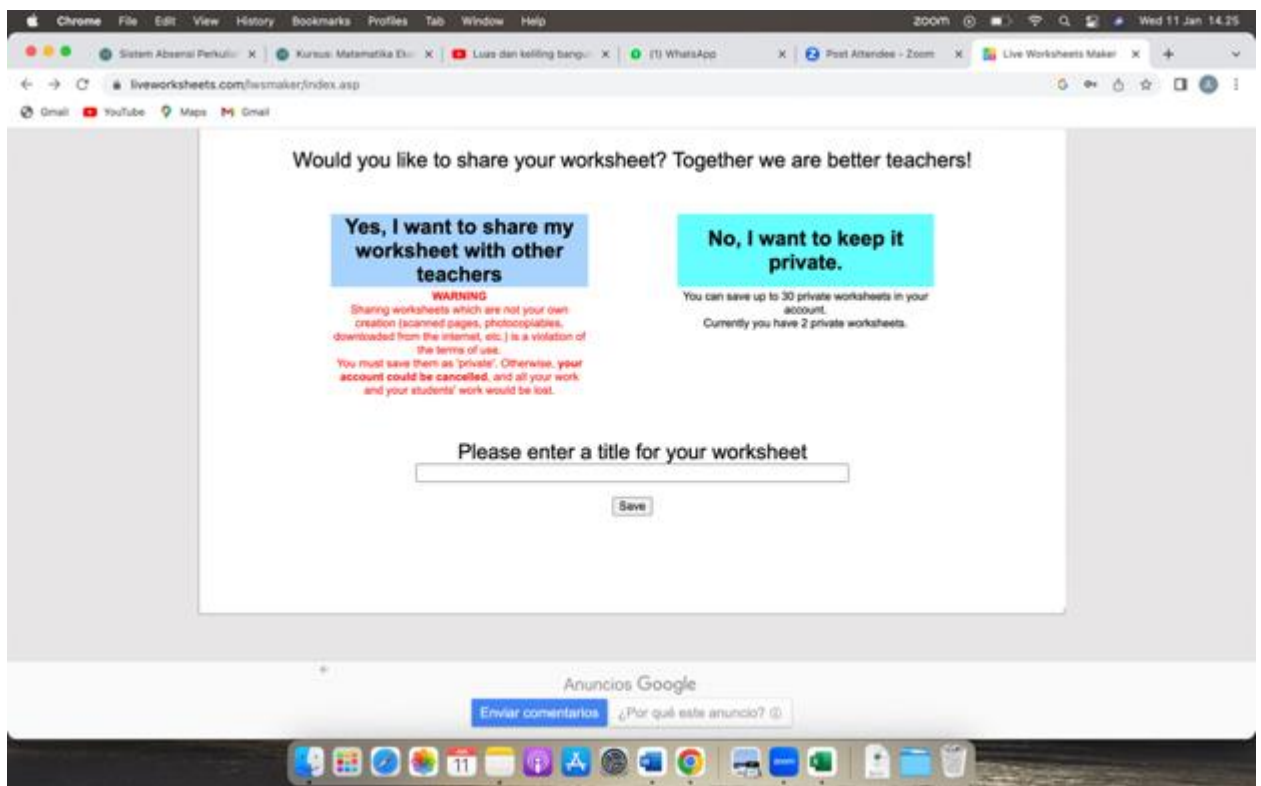 Chrome File Edit View History Bookmarks Profiles Tab Window Help zoom Wed 11 Jan 14.25
Sistem Absensi Perkuli Kursus: Matematika Eko Luas dan keliling bangu (1) WhatsApp Post Attendee - Zoom Live Worksheets Maker
liveworksheets.com/lwsmaker/index.asp
Gmail YouTube Maps Gmail
Would you like to share your worksheet? Together we are better teachers!
Yes, I want to share my
worksheet with other
teachers
WARNING
Sharing worksheets which are not your own
creation (scanned pages, photocopiables,
downloaded from the internet, etc.) is a violation of
the terms of use.
You must save them as 'private'. Otherwise, your
account could be cancelled, and all your work
and your students' work would be lost.
No, I want to keep it
private.
You can save up to 30 private worksheets in your
account.
Currently you have 2 private worksheets.
Please enter a title for your worksheet
Save
Anuncios Google
Enviar comentarios ¿Por qué este anuncio?
11
zoom